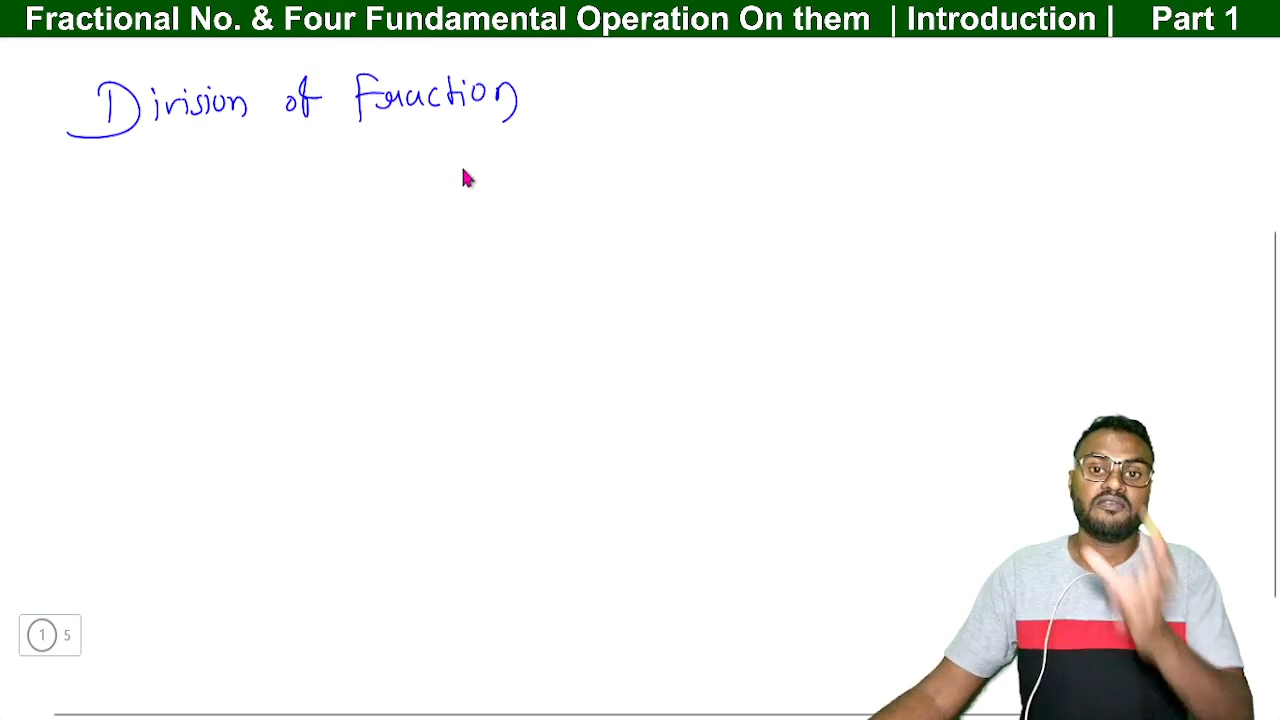 Fractional No. & Four Fundamental Operation On them | Introduction | Part 1
Division of Fraction
1 5